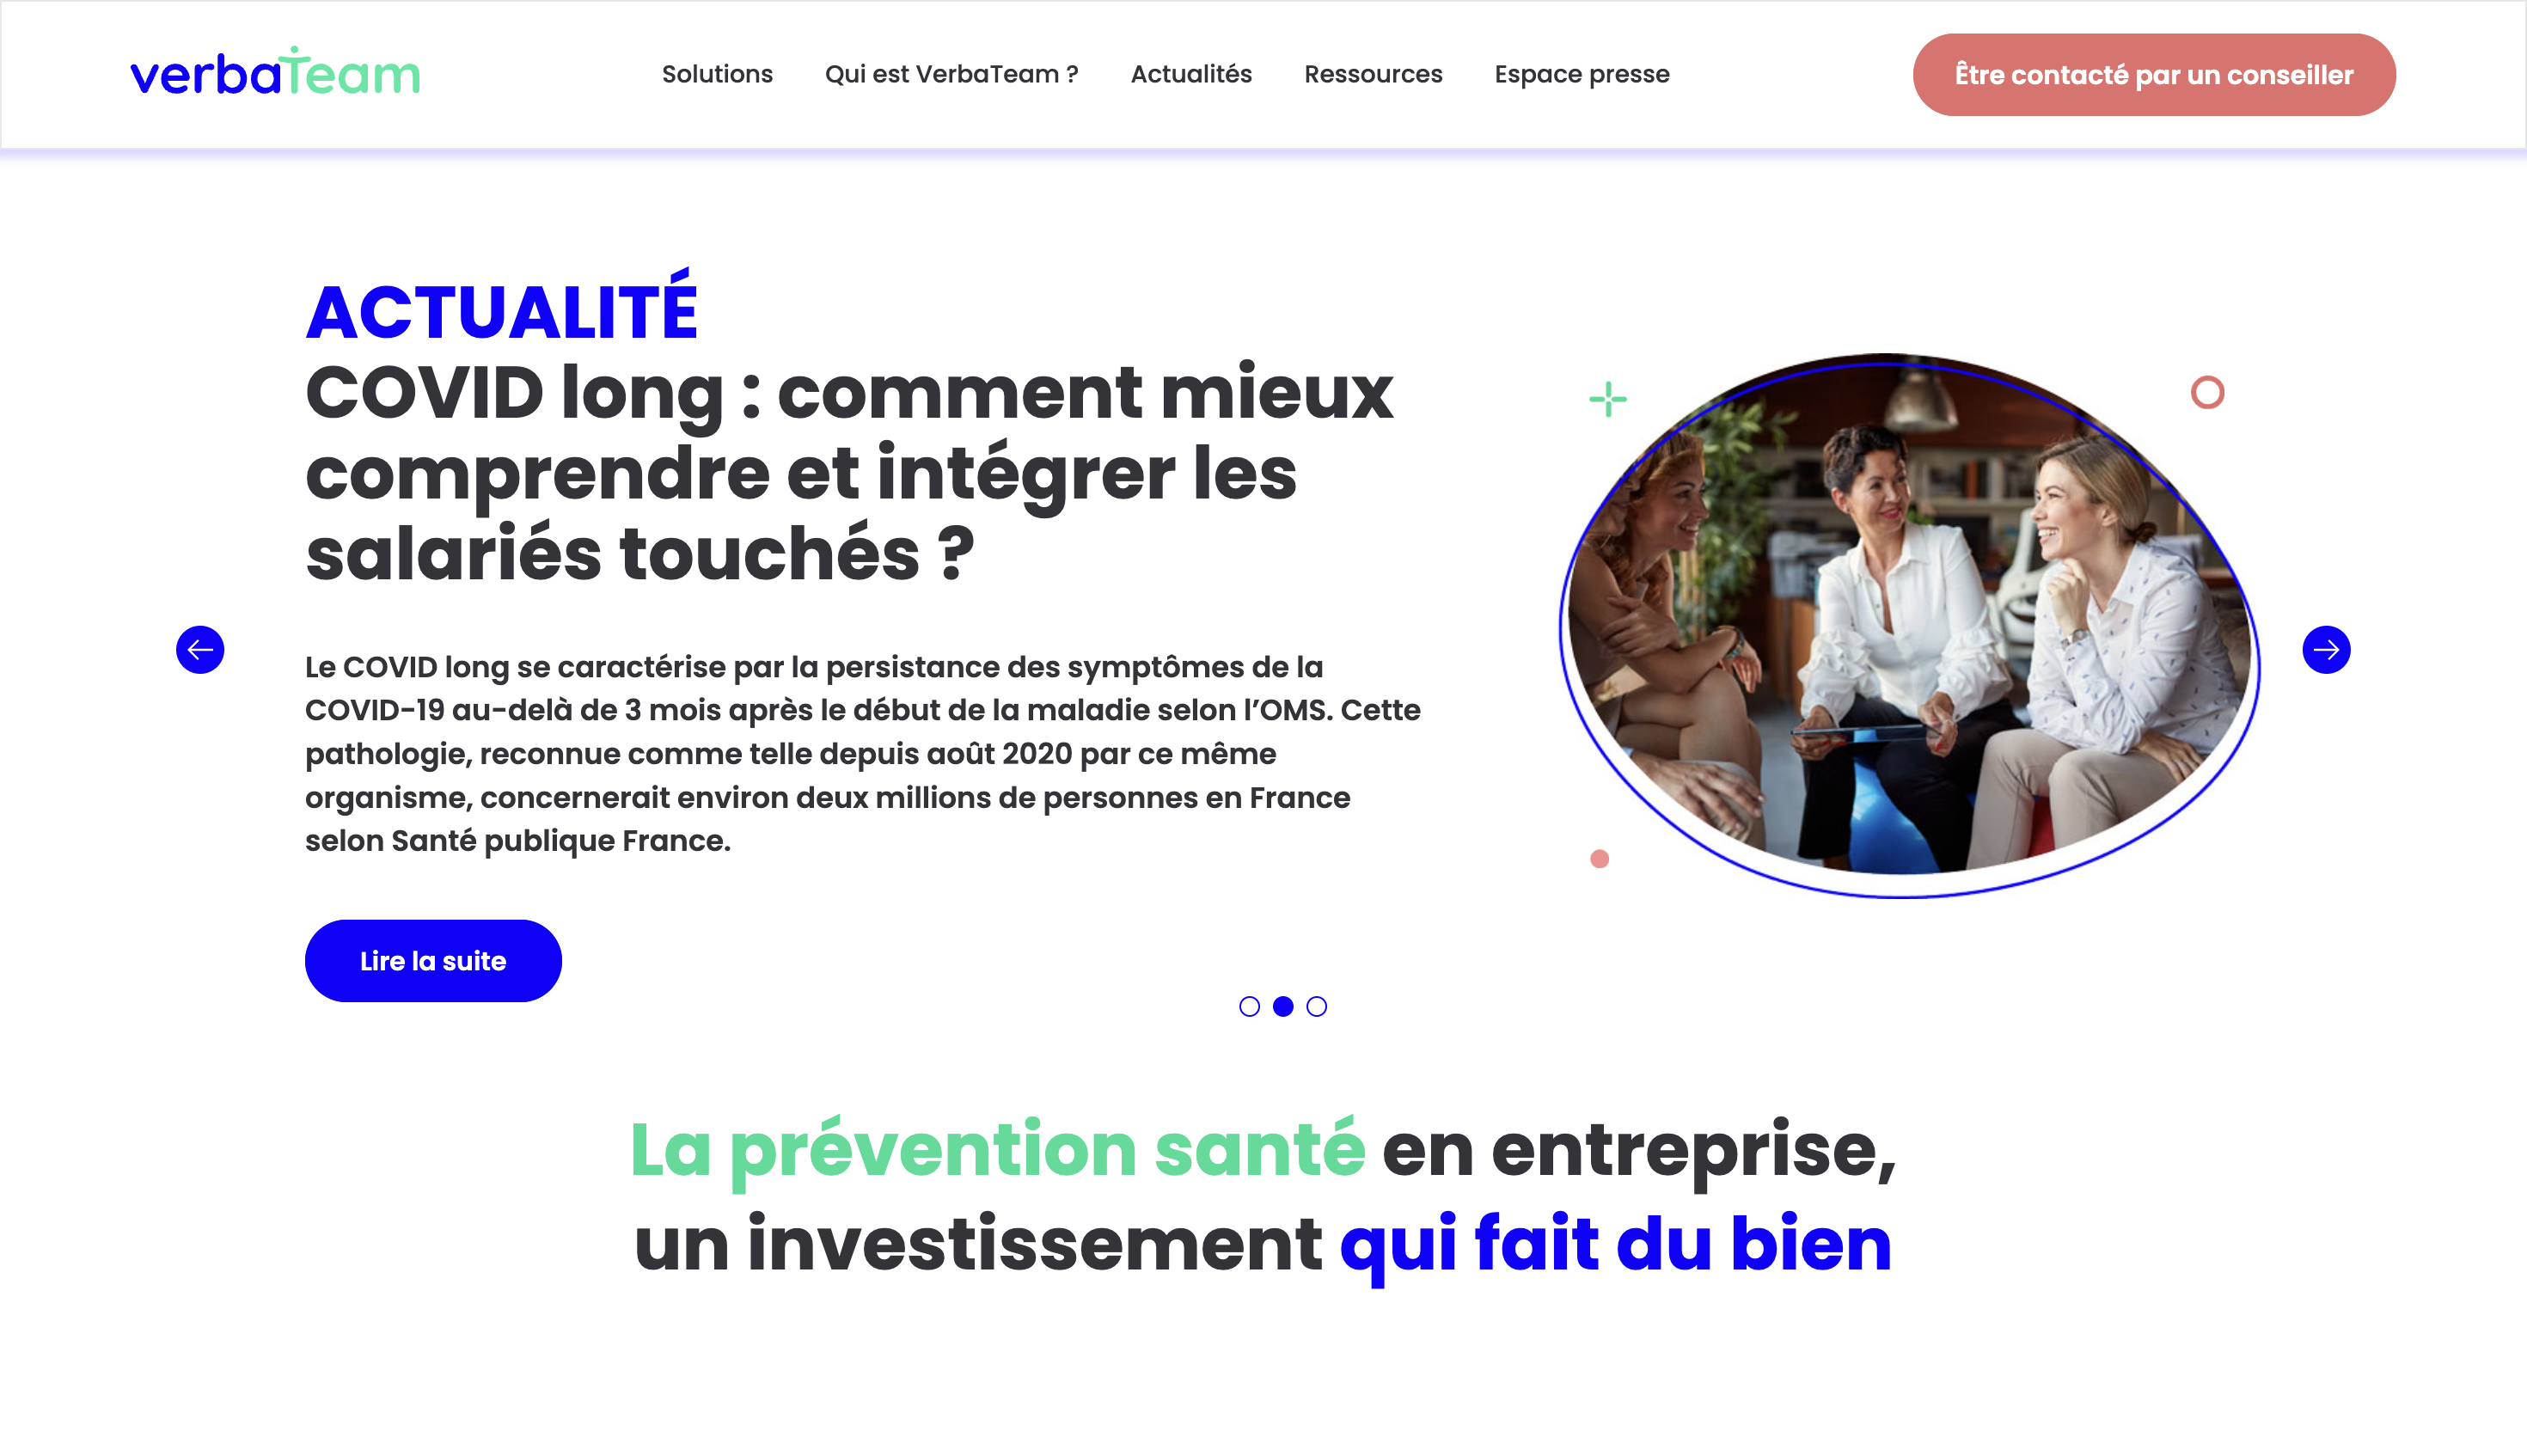 verbaTeam
Solutions
Qui est VerbaTeam ?
Actualités
Ressources
Espace presse
Être contacté par un conseiller
ACTUALITÉ
COVID long : comment mieux
comprendre et intégrer les
salariés touchés ?
Le COVID long se caractérise par la persistance des symptômes de la
COVID-19 au-delà de 3 mois après le début de la maladie selon l’OMS. Cette
pathologie, reconnue comme telle depuis août 2020 par ce même
organisme, concernerait environ deux millions de personnes en France
selon Santé publique France.
Lire la suite
La prévention santé en entreprise,
un investissement qui fait du bien